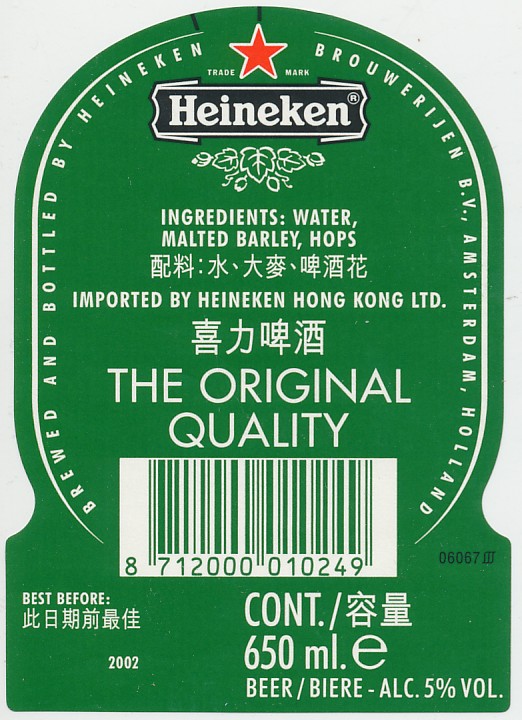 BREWED AND BOTTLED BY HEINEKEN BROUWERIJEN B.V., AMSTERDAM, HOLLAND
TRADE MARK
Heineken®
INGREDIENTS: WATER,
MALTED BARLEY, HOPS
配料:水、大麥、啤酒花
IMPORTED BY HEINEKEN HONG KONG LTD.
喜力啤酒
THE ORIGINAL
QUALITY
8 712000 010249
06067
BEST BEFORE:
此日期前最佳
2002
CONT./容量
650 ml. e
BEER / BIERE - ALC. 5% VOL.